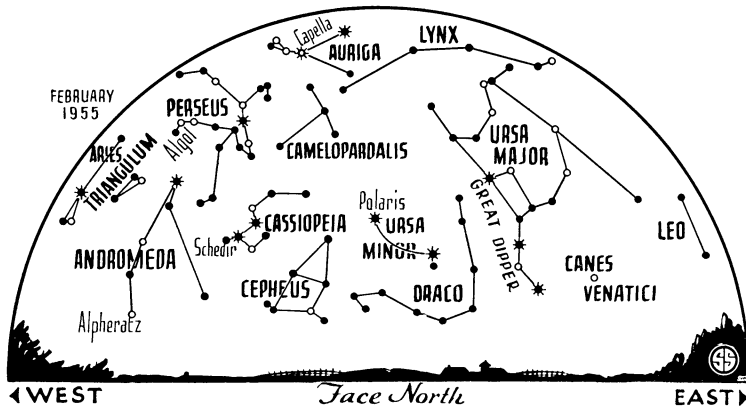 Capella
AURIGA
LYNX
FEBRUARY
1955
PERSEUS
Algol
ARIES
TRIANGULUM
CAMELOPARDALIS
URSA
MAJOR
GREAT DIPPER
Polaris
URSA
MINOR
CASSIOPEIA
Schedir
LEO
ANDROMEDA
CEPHEUS
DRACO
CANES
VENATICI
Alpheratz
SS
WEST
Face North
EAST